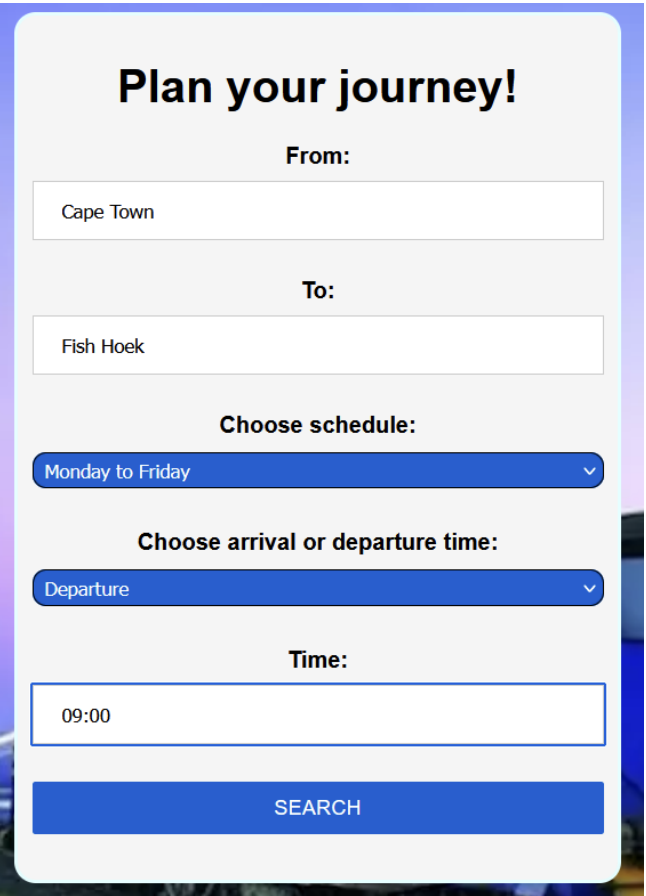 Plan your journey!
From:
Cape Town
To:
Fish Hoek
Choose schedule:
Monday to Friday
Choose arrival or departure time:
Departure
Time:
09:00
SEARCH